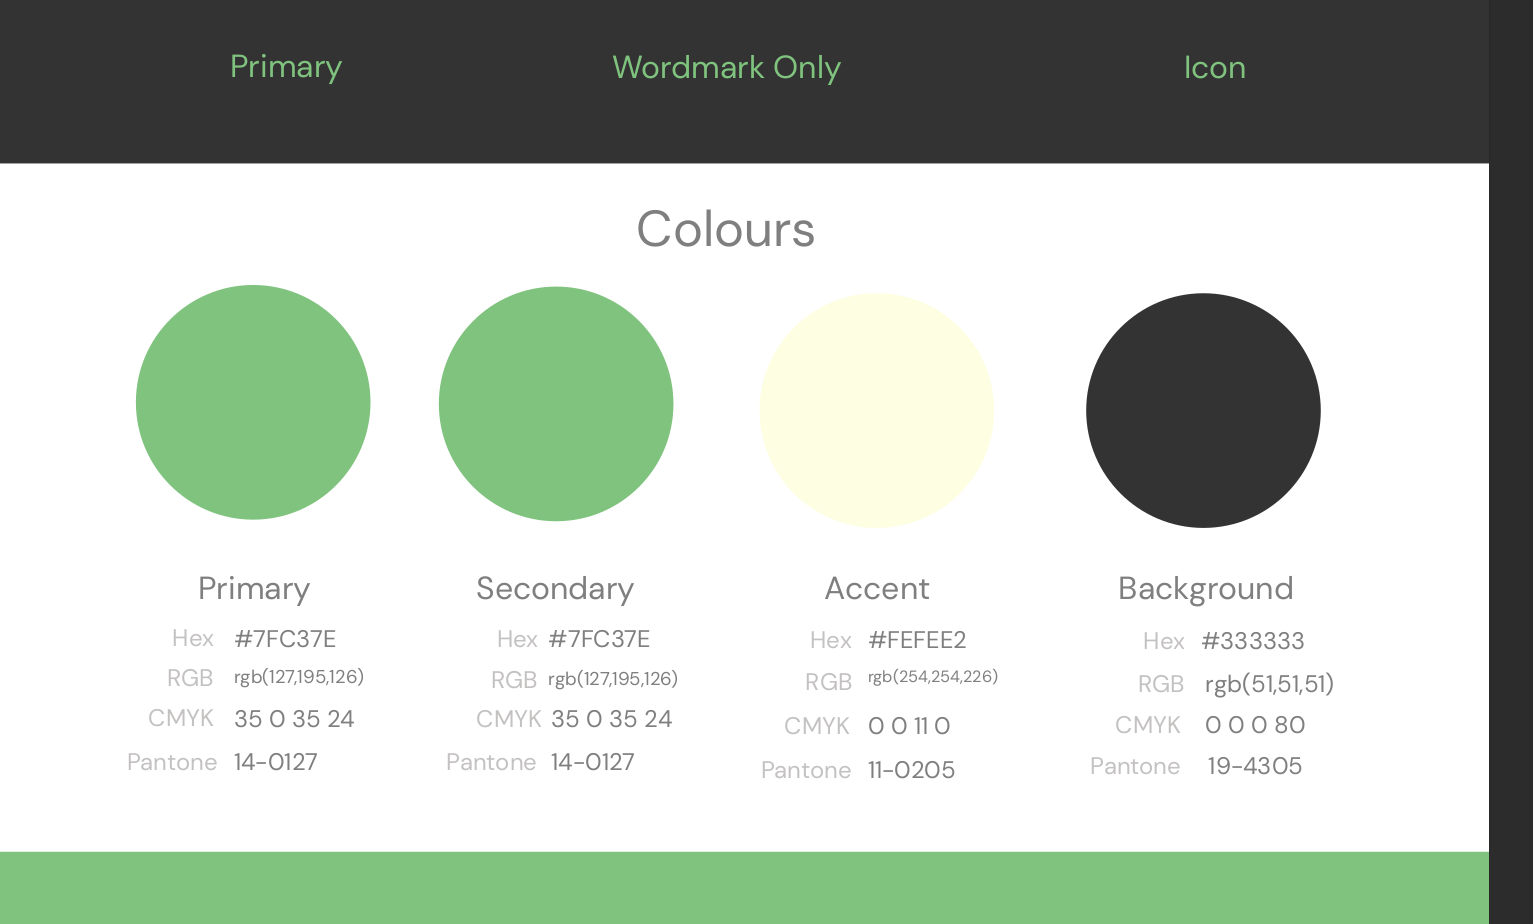 Primary Wordmark Only Icon
Colours
Primary Secondary Accent Background
Hex #7FC37E Hex #7FC37E Hex #FEFEE2 Hex #333333
RGB rgb(127,195,126) RGB rgb(127,195,126) RGB rgb(254,254,226) RGB rgb(51,51,51)
CMYK 35 0 35 24 CMYK 35 0 35 24 CMYK 0 0 11 0 CMYK 0 0 0 80
Pantone 14-0127 Pantone 14-0127 Pantone 11-0205 Pantone 19-4305